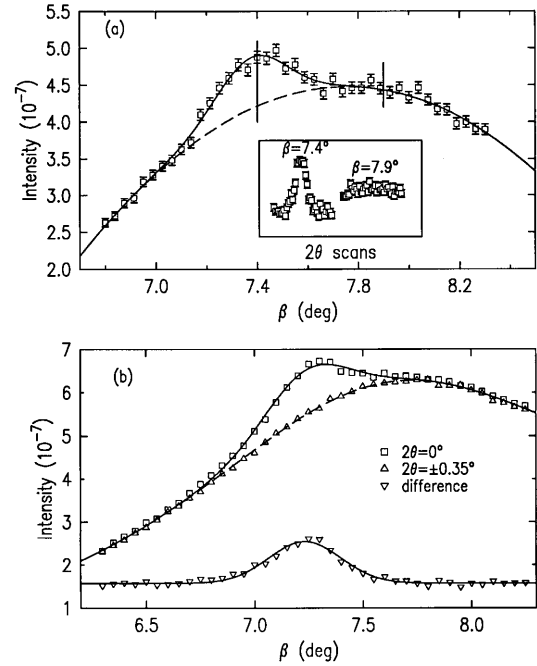 (a)
Intensity (10⁻⁷)
5.5
5.0
4.5
4.0
3.5
3.0
2.5
2.0
β=7.4°
β=7.9°
2θ scans
7.0
7.4
7.8
8.2
β (deg)
(b)
Intensity (10⁻⁷)
7
6
5
4
3
2
1
□ 2θ=0°
△ 2θ=±0.35°
▽ difference
6.5
7.0
7.5
8.0
β (deg)